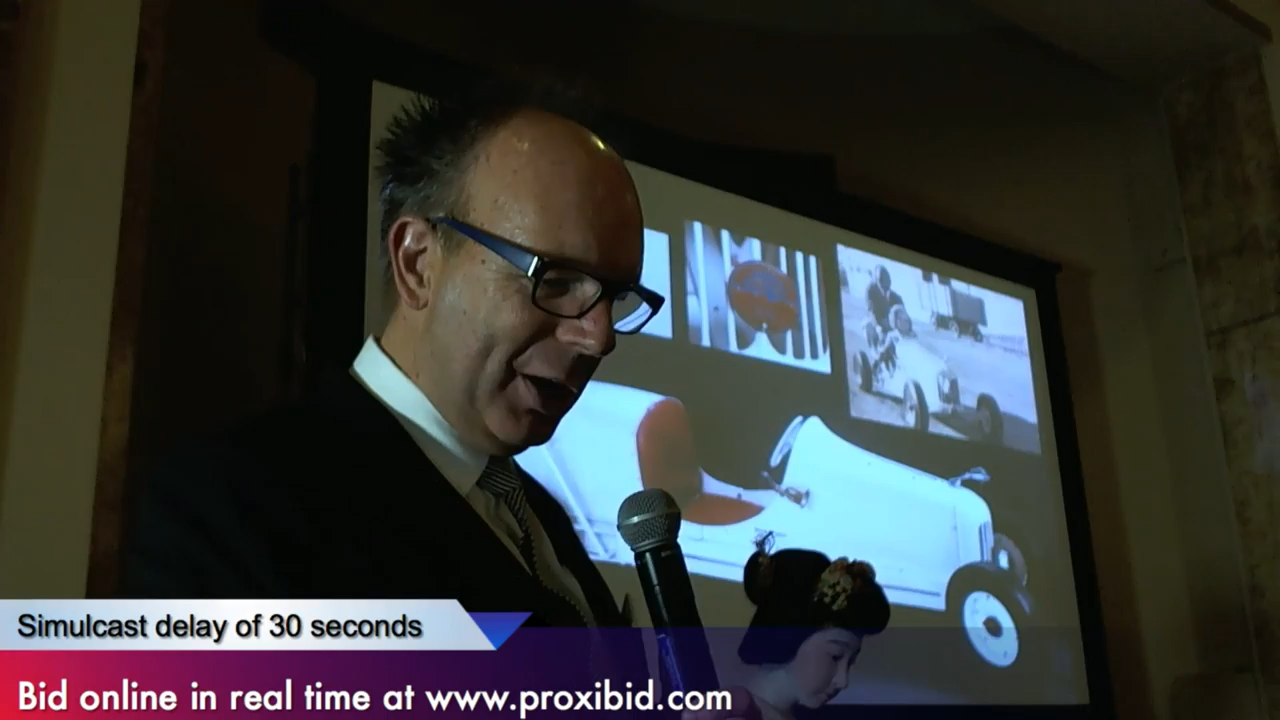 Simulcast delay of 30 seconds
Bid online in real time at www.proxibid.com